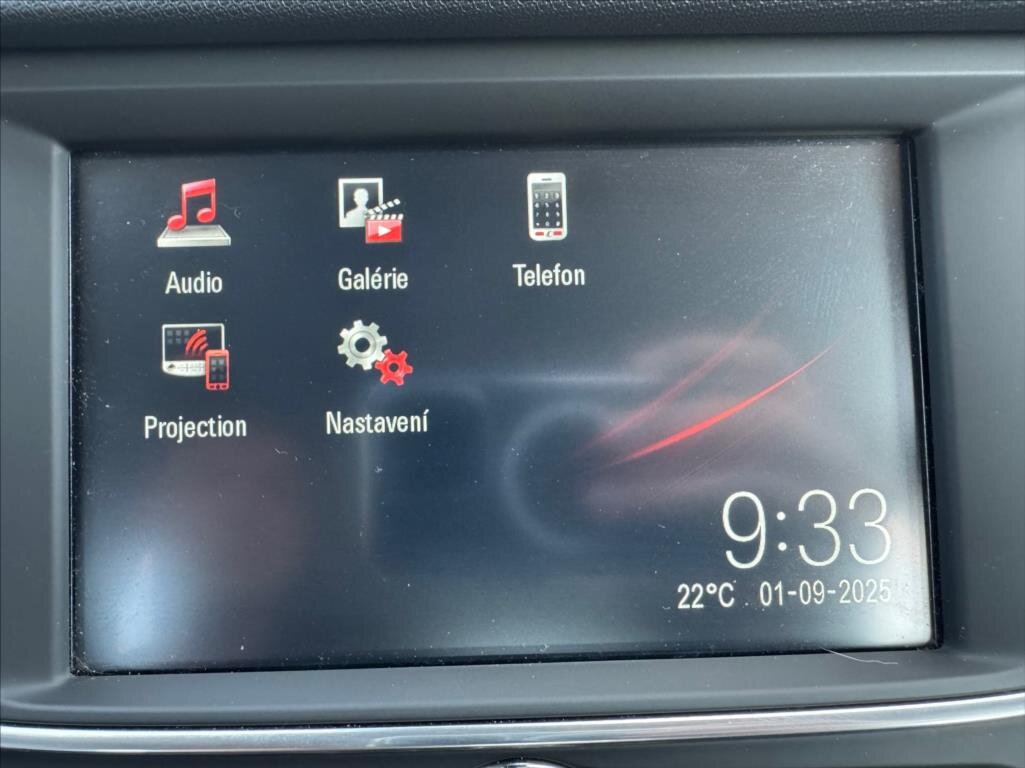 Audio
Galérie
Telefon
Projection
Nastavení
9:33
22°C 01-09-2025